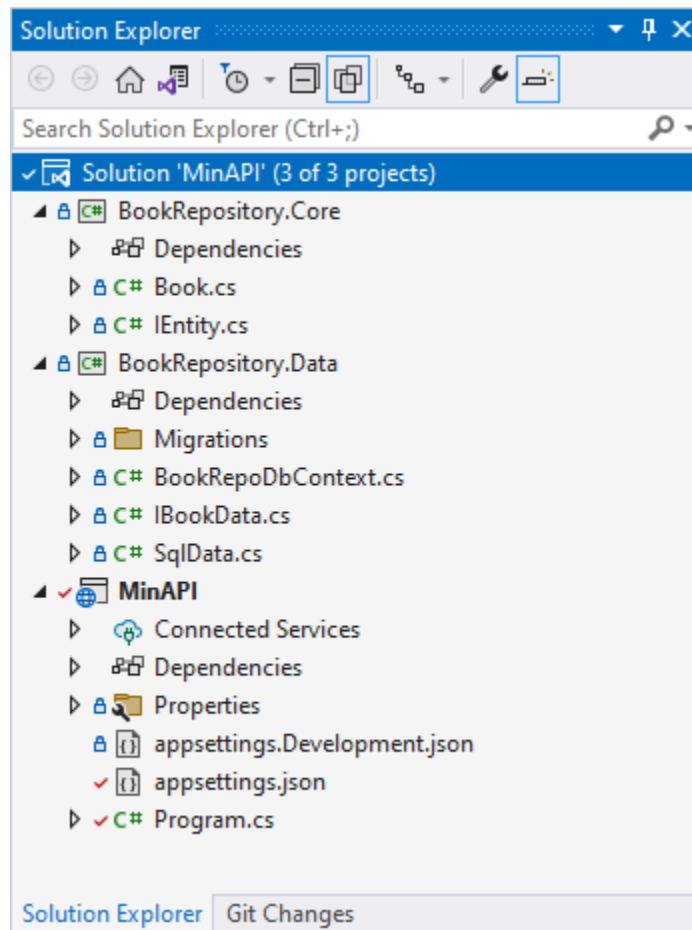 Solution Explorer
Search Solution Explorer (Ctrl+;)
Solution 'MinAPI' (3 of 3 projects)
C# BookRepository.Core
Dependencies
C# Book.cs
C# IEntity.cs
C# BookRepository.Data
Dependencies
Migrations
C# BookRepoDbContext.cs
C# IBookData.cs
C# SqlData.cs
MinAPI
Connected Services
Dependencies
Properties
appsettings.Development.json
appsettings.json
C# Program.cs
Solution Explorer Git Changes